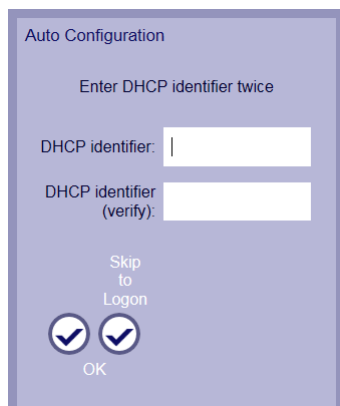 Auto Configuration
Enter DHCP identifier twice
DHCP identifier:
DHCP identifier
(verify):
Skip
to
Logon
OK